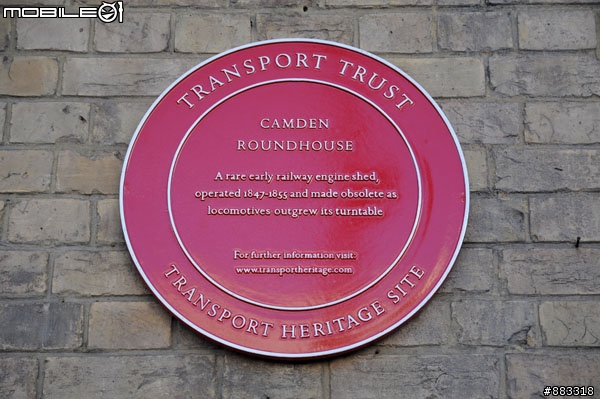 MOBILE01
TRANSPORT TRUST
CAMDEN
ROUNDHOUSE
A rare early railway engine shed,
operated 1847-1855 and made obsolete as
locomotives outgrew its turntable
For further information visit:
www.transportheritage.com
TRANSPORT HERITAGE SITE
#883318